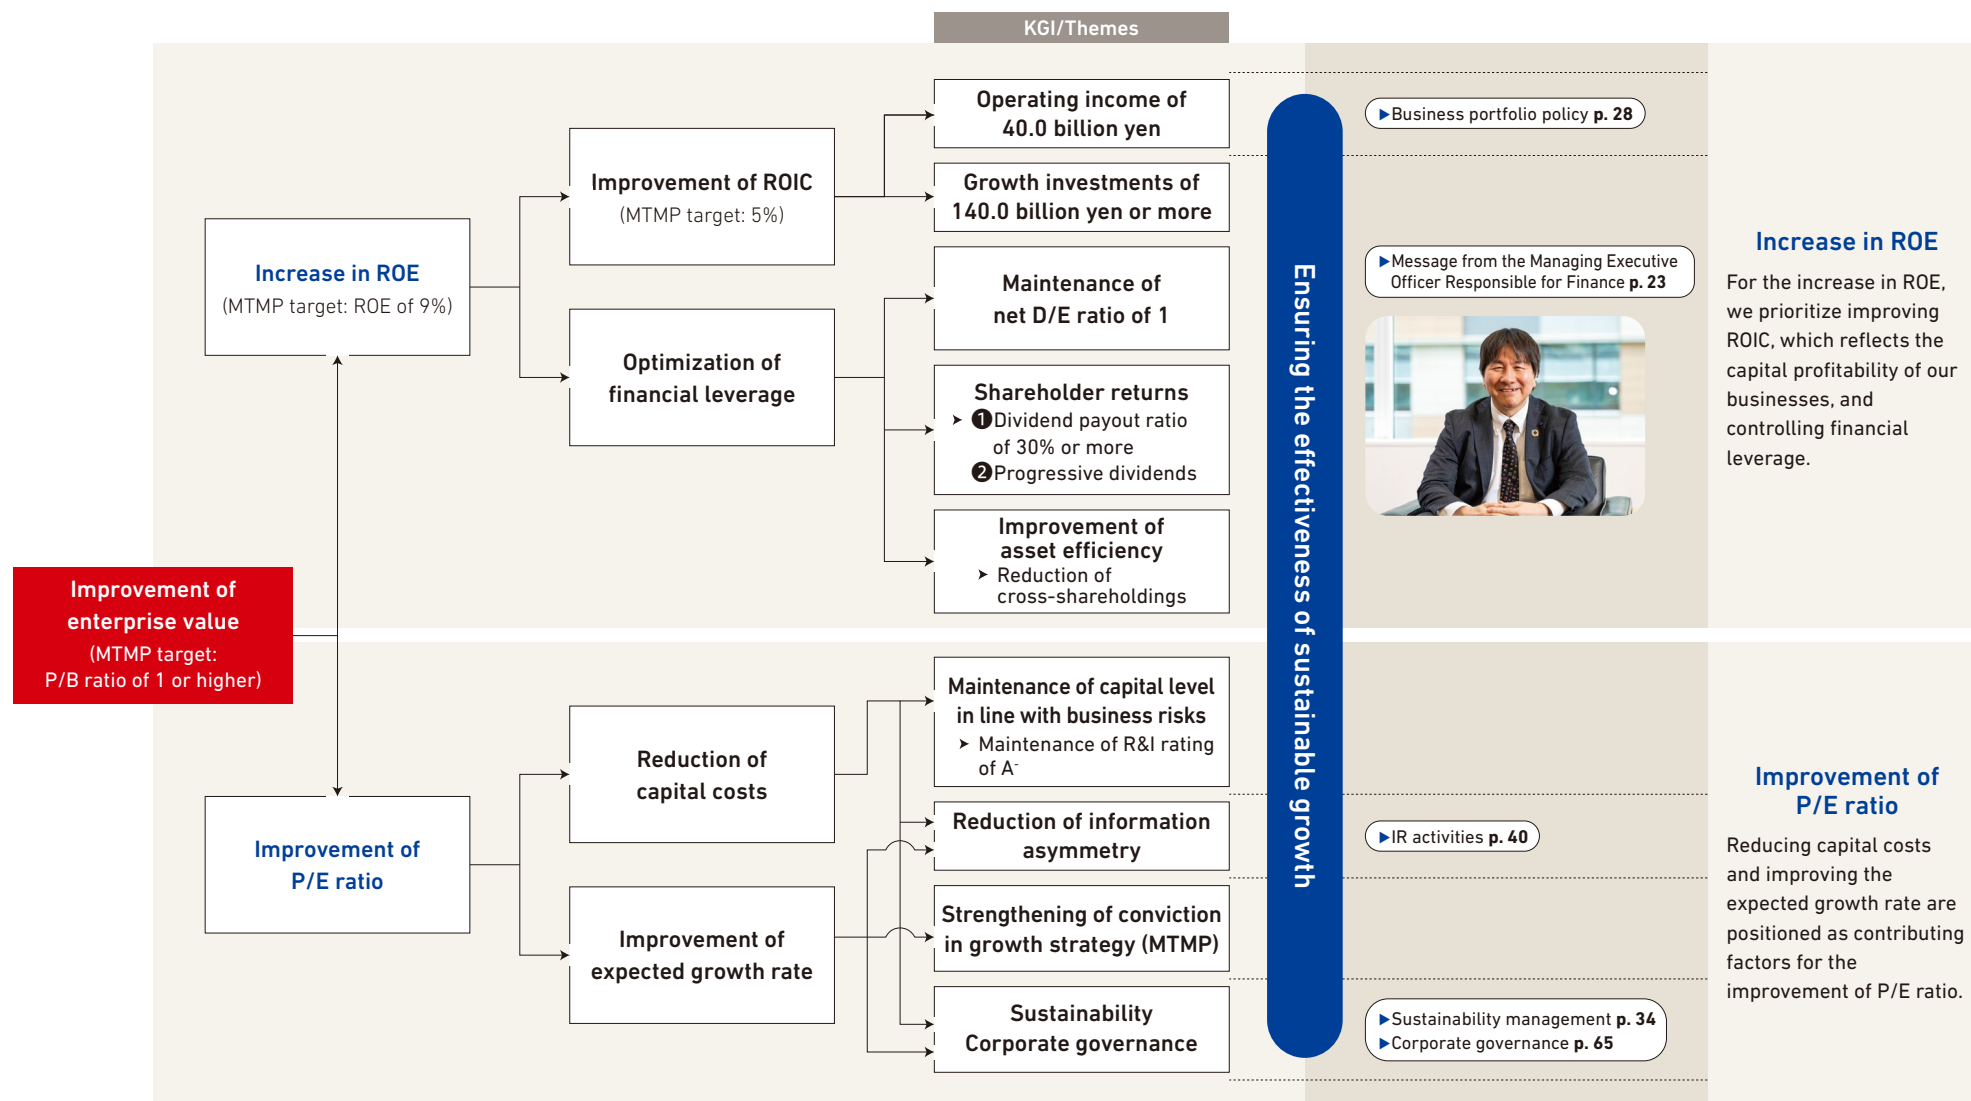 KGI/Themes
Improvement of
enterprise value
(MTMP target:
P/B ratio of 1 or higher)
Increase in ROE
(MTMP target: ROE of 9%)
Improvement of ROIC
(MTMP target: 5%)
Optimization of
financial leverage
Operating income of
40.0 billion yen
Growth investments of
140.0 billion yen or more
Maintenance of
net D/E ratio of 1
Shareholder returns
➤ ❶Dividend payout ratio
of 30% or more
❷Progressive dividends
Improvement of
asset efficiency
➤ Reduction of
cross-shareholdings
Improvement of
P/E ratio
Reduction of
capital costs
Improvement of
expected growth rate
Maintenance of capital level
in line with business risks
➤ Maintenance of R&I rating
of A-
Reduction of information
asymmetry
Strengthening of conviction
in growth strategy (MTMP)
Sustainability
Corporate governance
Ensuring the effectiveness of sustainable growth
▶Business portfolio policy p. 28
▶Message from the Managing Executive
Officer Responsible for Finance p. 23
▶IR activities p. 40
▶Sustainability management p. 34
▶Corporate governance p. 65
Increase in ROE
For the increase in ROE,
we prioritize improving
ROIC, which reflects the
capital profitability of our
businesses, and
controlling financial
leverage.
Improvement of
P/E ratio
Reducing capital costs
and improving the
expected growth rate are
positioned as contributing
factors for the
improvement of P/E ratio.